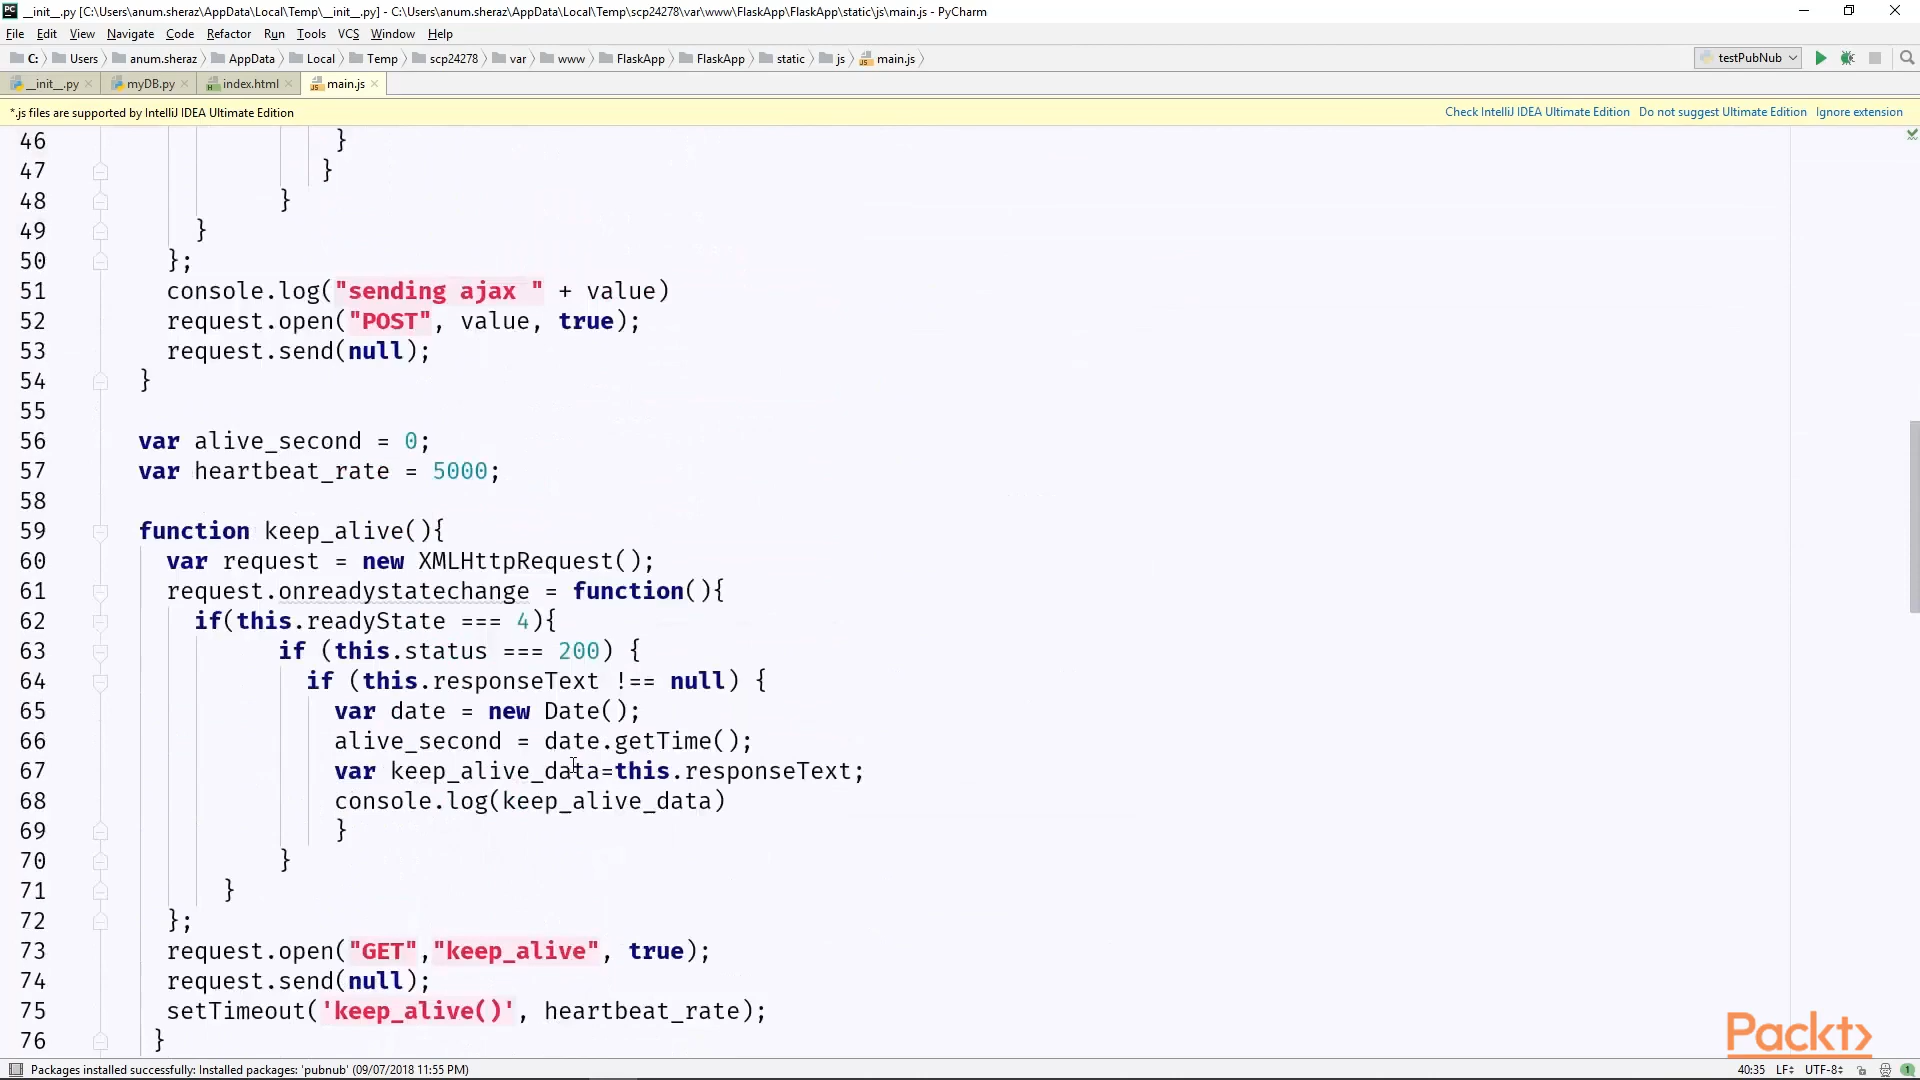 PC __init__.py [C:\Users\anum.sheraz\AppData\Local\Temp\__init__.py] - C:\Users\anum.sheraz\AppData\Local\Temp\scp24278\var\www\FlaskApp\FlaskApp\static\js\main.js - PyCharm
File Edit View Navigate Code Refactor Run Tools VCS Window Help
C: Users anum.sheraz AppData Local Temp scp24278 var www FlaskApp FlaskApp static js main.js testPubNub
__init__.py myDB.py index.html main.js
*.js files are supported by IntelliJ IDEA Ultimate Edition Check IntelliJ IDEA Ultimate Edition Do not suggest Ultimate Edition Ignore extension
46 }
47 }
48 }
49 }
50 };
51 console.log("sending ajax " + value)
52 request.open("POST", value, true);
53 request.send(null);
54 }
55
56 var alive_second = 0;
57 var heartbeat_rate = 5000;
58
59 function keep_alive(){
60 var request = new XMLHttpRequest();
61 request.onreadystatechange = function(){
62 if(this.readyState === 4){
63 if (this.status === 200) {
64 if (this.responseText !== null) {
65 var date = new Date();
66 alive_second = date.getTime();
67 var keep_alive_data=this.responseText;
68 console.log(keep_alive_data)
69 }
70 }
71 }
72 };
73 request.open("GET","keep_alive", true);
74 request.send(null);
75 setTimeout('keep_alive()', heartbeat_rate);
76 }
Packt>
Packages installed successfully: Installed packages: 'pubnub' (09/07/2018 11:55 PM) 40:35 LF UTF-8 1